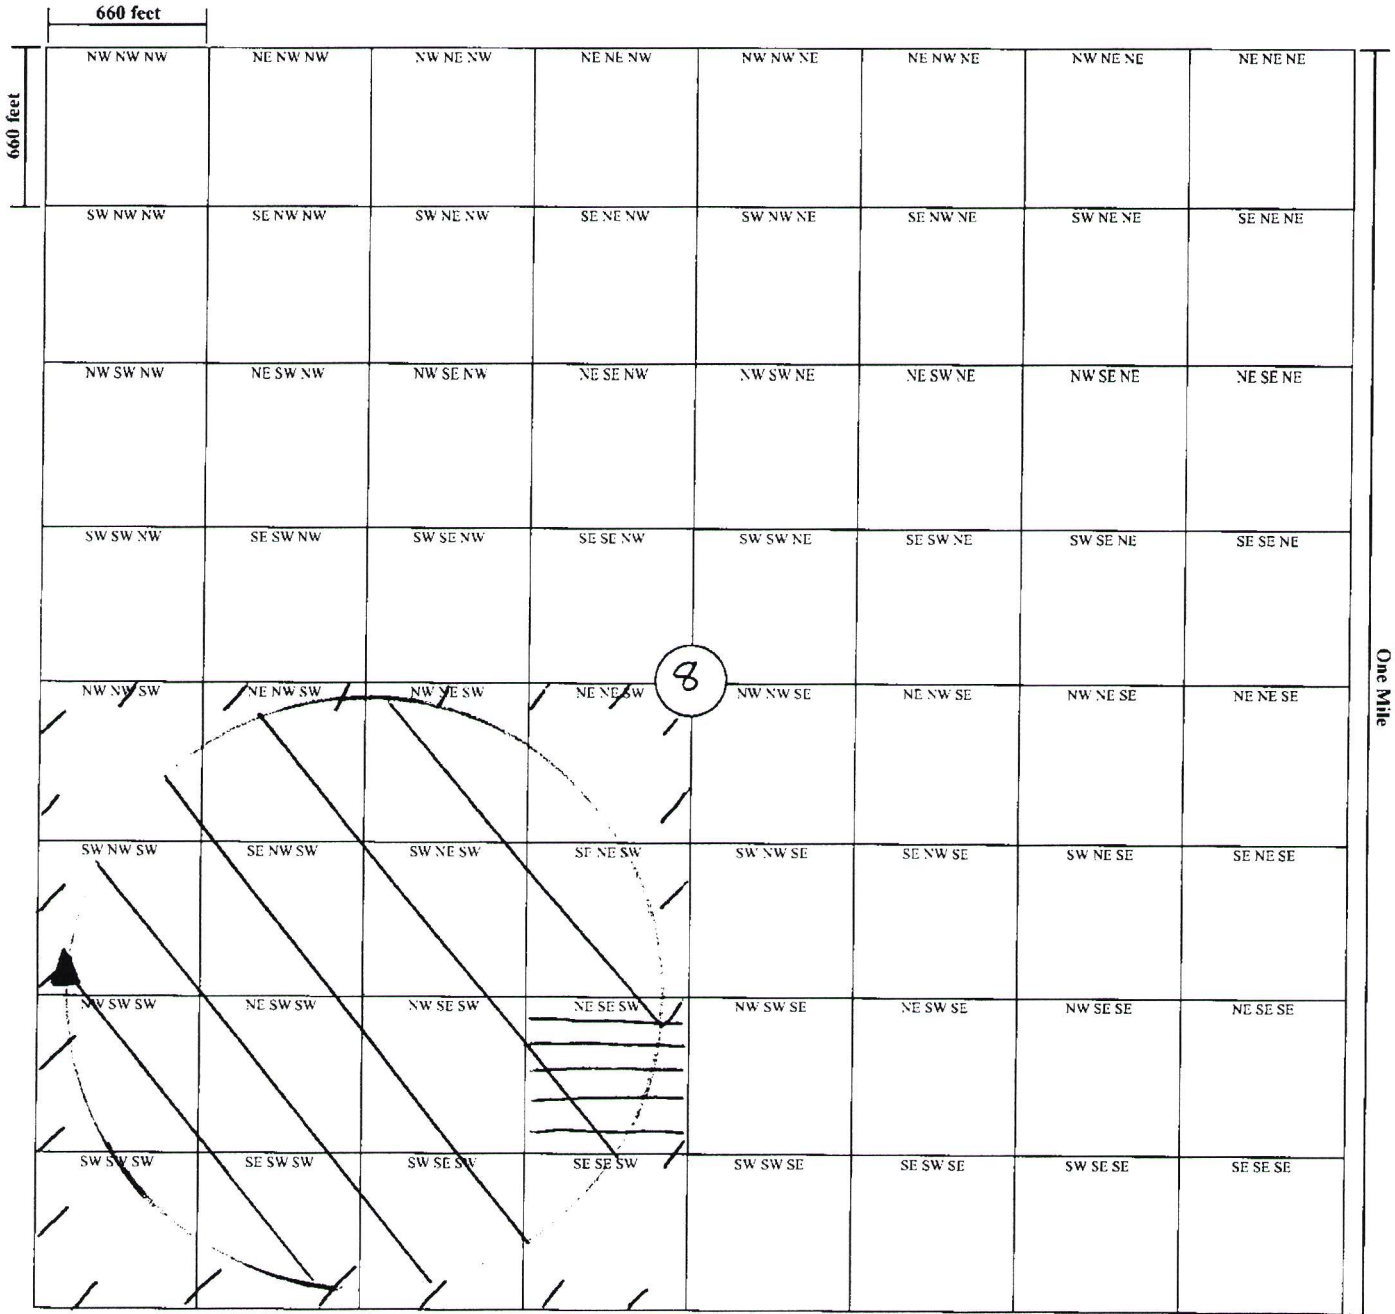 660 feet
660 feet
NW NW NW NE NW NW NW NE NW NE NE NW NW NW NE NE NW NE NW NE NE NE NE NE
SW NW NW SE NW NW SW NE NW SE NE NW SW NW NE SE NW NE SW NE NE SE NE NE
NW SW NW NE SW NW NW SE NW NE SE NW NW SW NE NE SW NE NW SE NE NE SE NE
SW SW NW SE SW NW SW SE NW SE SE NW SW SW NE SE SW NE SW SE NE SE SE NE
One Mile
8
NW NW SW NE NW SW NW NE SW NE NE SW NW NW SE NE NW SE NW NE SE NE NE SE
SW NW SW SE NW SW SW NE SW SE NE SW SW NW SE SE NW SE SW NE SE SE NE SE
NW SW SW NE SW SW NW SE SW NE SE SW NW SW SE NE SW SE NW SE SE NE SE SE
SW SW SW SE SW SW SW SE SW SE SE SW SW SW SE SE SW SE SW SE SE SE SE SE